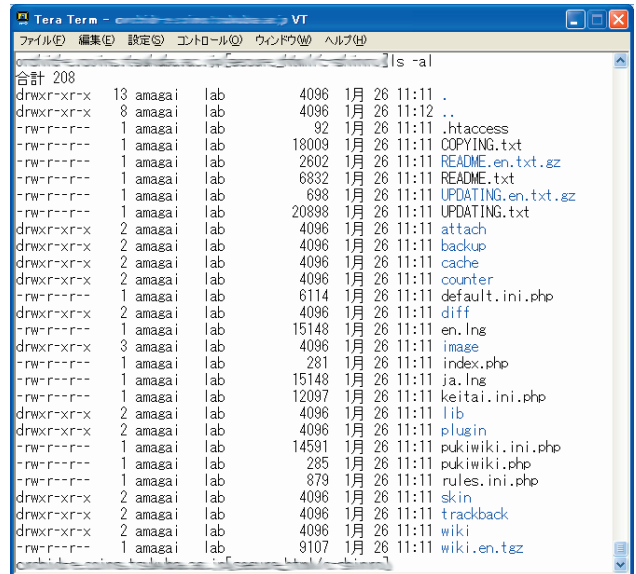 Tera Term - VT
ファイル(F) 編集(E) 設定(S) コントロール(O) ウィンドウ(W) ヘルプ(H)
ls -al
合計 208
drwxr-xr-x 13 amagai lab 4096 1月 26 11:11 .
drwxr-xr-x 8 amagai lab 4096 1月 26 11:12 ..
-rw-r--r-- 1 amagai lab 92 1月 26 11:11 .htaccess
-rw-r--r-- 1 amagai lab 18009 1月 26 11:11 COPYING.txt
-rw-r--r-- 1 amagai lab 2602 1月 26 11:11 README.en.txt.gz
-rw-r--r-- 1 amagai lab 6832 1月 26 11:11 README.txt
-rw-r--r-- 1 amagai lab 698 1月 26 11:11 UPDATING.en.txt.gz
-rw-r--r-- 1 amagai lab 20898 1月 26 11:11 UPDATING.txt
drwxr-xr-x 2 amagai lab 4096 1月 26 11:11 attach
drwxr-xr-x 2 amagai lab 4096 1月 26 11:11 backup
drwxr-xr-x 2 amagai lab 4096 1月 26 11:11 cache
drwxr-xr-x 2 amagai lab 4096 1月 26 11:11 counter
-rw-r--r-- 1 amagai lab 6114 1月 26 11:11 default.ini.php
drwxr-xr-x 2 amagai lab 4096 1月 26 11:11 diff
-rw-r--r-- 1 amagai lab 15148 1月 26 11:11 en.lng
drwxr-xr-x 3 amagai lab 4096 1月 26 11:11 image
-rw-r--r-- 1 amagai lab 281 1月 26 11:11 index.php
-rw-r--r-- 1 amagai lab 15148 1月 26 11:11 ja.lng
-rw-r--r-- 1 amagai lab 12097 1月 26 11:11 keitai.ini.php
drwxr-xr-x 2 amagai lab 4096 1月 26 11:11 lib
drwxr-xr-x 2 amagai lab 4096 1月 26 11:11 plugin
-rw-r--r-- 1 amagai lab 14591 1月 26 11:11 pukiwiki.ini.php
-rw-r--r-- 1 amagai lab 285 1月 26 11:11 pukiwiki.php
-rw-r--r-- 1 amagai lab 879 1月 26 11:11 rules.ini.php
drwxr-xr-x 2 amagai lab 4096 1月 26 11:11 skin
drwxr-xr-x 2 amagai lab 4096 1月 26 11:11 trackback
drwxr-xr-x 2 amagai lab 4096 1月 26 11:11 wiki
-rw-r--r-- 1 amagai lab 9107 1月 26 11:11 wiki.en.tgz